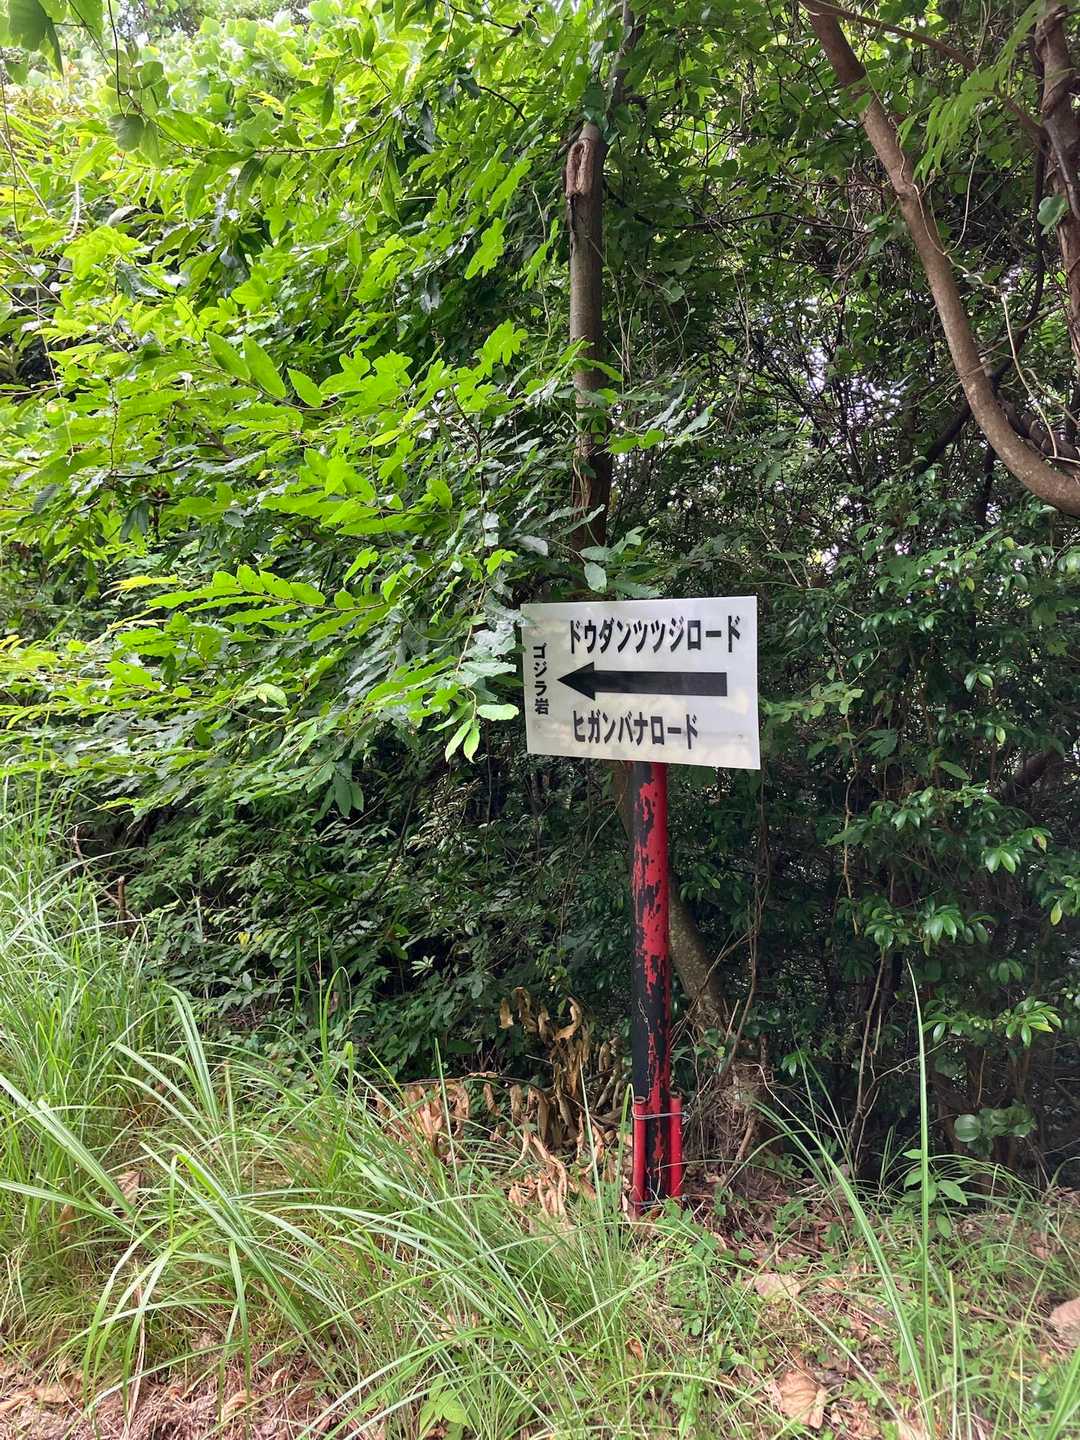 ドウダンツツジロード
ゴジラ岩
ヒガンバナロード